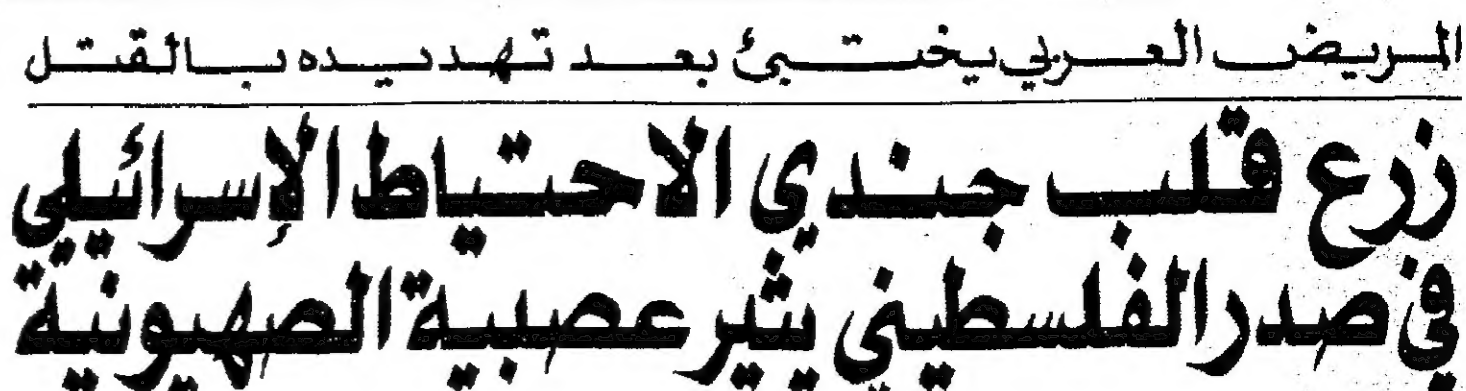 المريض العربي يختبئ بعد تهديده بالقتل
زرع قلب جندي الاحتياط الإسرائيلي
في صدر الفلسطيني يثير عصبية الصهيونية